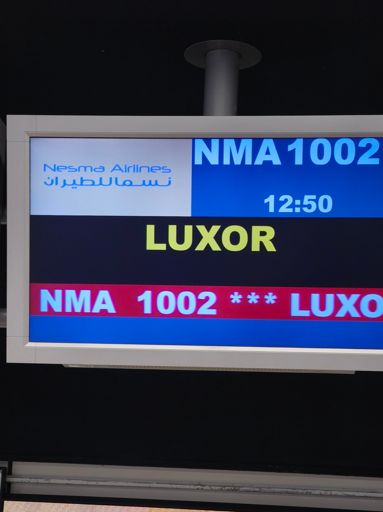 Nesma Airlines
نسما للطيران
NMA 1002
12:50
LUXOR
NMA 1002 *** LUXO